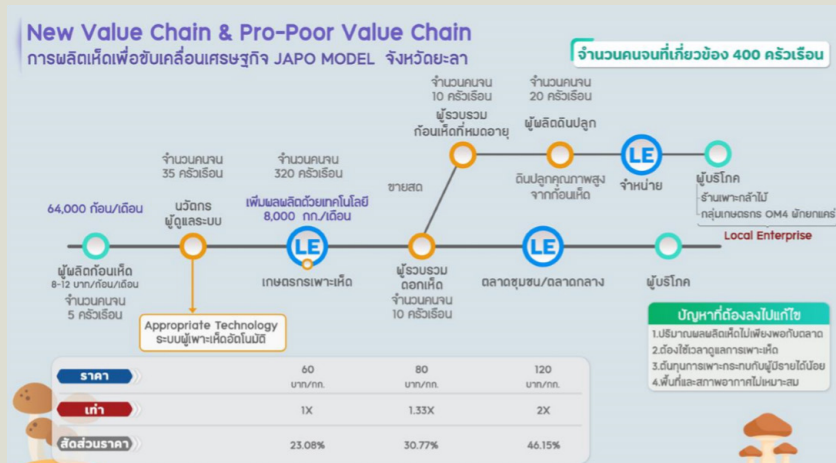 New Value Chain & Pro-Poor Value Chain
การผลิตเห็ดเพื่อขับเคลื่อนเศรษฐกิจ JAPO MODEL จังหวัดยะลา
จำนวนคนจนที่เกี่ยวข้อง 400 ครัวเรือน
จำนวนคนจน
10 ครัวเรือน
ผู้รวบรวม
ก้อนเห็ดที่หมดอายุ
จำนวนคนจน
20 ครัวเรือน
ผู้ผลิตดินปลูก
LE
ดินปลูกคุณภาพสูง
จากก้อนเห็ด
จำหน่าย
ผู้บริโภค
ร้านเพาะกล้าไม้
กลุ่มเกษตรกร OM4 ผักยกแคร่
Local Enterprise
64,000 ก้อน/เดือน
จำนวนคนจน
35 ครัวเรือน
นวัตกร
ผู้ดูแลระบบ
จำนวนคนจน
320 ครัวเรือน
เพิ่มผลผลิตด้วยเทคโนโลยี
8,000 กก./เดือน
ขายสด
LE
LE
ผู้ผลิตก้อนเห็ด
8-12 บาท/ก้อน/เดือน
จำนวนคนจน
5 ครัวเรือน
เกษตรกรเพาะเห็ด
ผู้รวบรวม
ดอกเห็ด
จำนวนคนจน
10 ครัวเรือน
ตลาดชุมชน/ตลาดกลาง
ผู้บริโภค
Appropriate Technology
ระบบผู้เพาะเห็ดอัตโนมัติ
ปัญหาที่ต้องลงไปแก้ไข
1.ปริมาณผลผลิตเห็ดไม่เพียงพอกับตลาด
2.ต้องใช้เวลาดูแลการเพาะเห็ด
3.ต้นทุนการเพาะกระทบกับผู้มีรายได้น้อย
4.พื้นที่และสภาพอากาศไม่เหมาะสม
ราคา
60
บาท/กก.
80
บาท/กก.
120
บาท/กก.
เท่า
1X
1.33X
2X
สัดส่วนราคา
23.08%
30.77%
46.15%